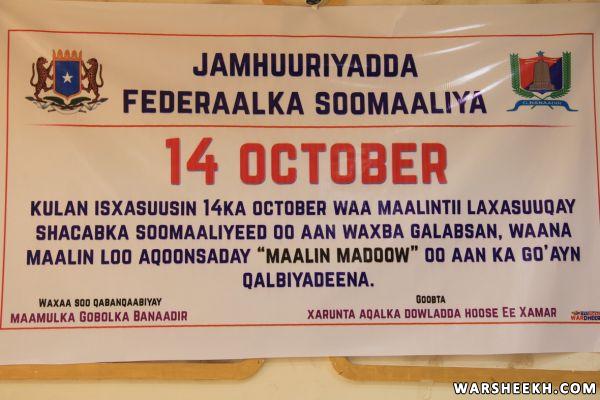 JAMHUURIYADDA
FEDERAALKA SOOMAALIYA
G.BANAADIR
14 OCTOBER
KULAN ISXASUUSIN 14KA OCTOBER WAA MAALINTII LAXASUUQAY
SHACABKA SOOMAALIYEED OO AAN WAXBA GALABSAN, WAANA
MAALIN LOO AQOONSADAY “MAALIN MADOOW” OO AAN KA GO’AYN
QALBIYADEENA.
WAXAA SOO QABANQAABIYAY
MAAMULKA GOBOLKA BANAADIR
GOOBTA
XARUNTA AQALKA DOWLADDA HOOSE EE XAMAR
WARSHEEKH.COM